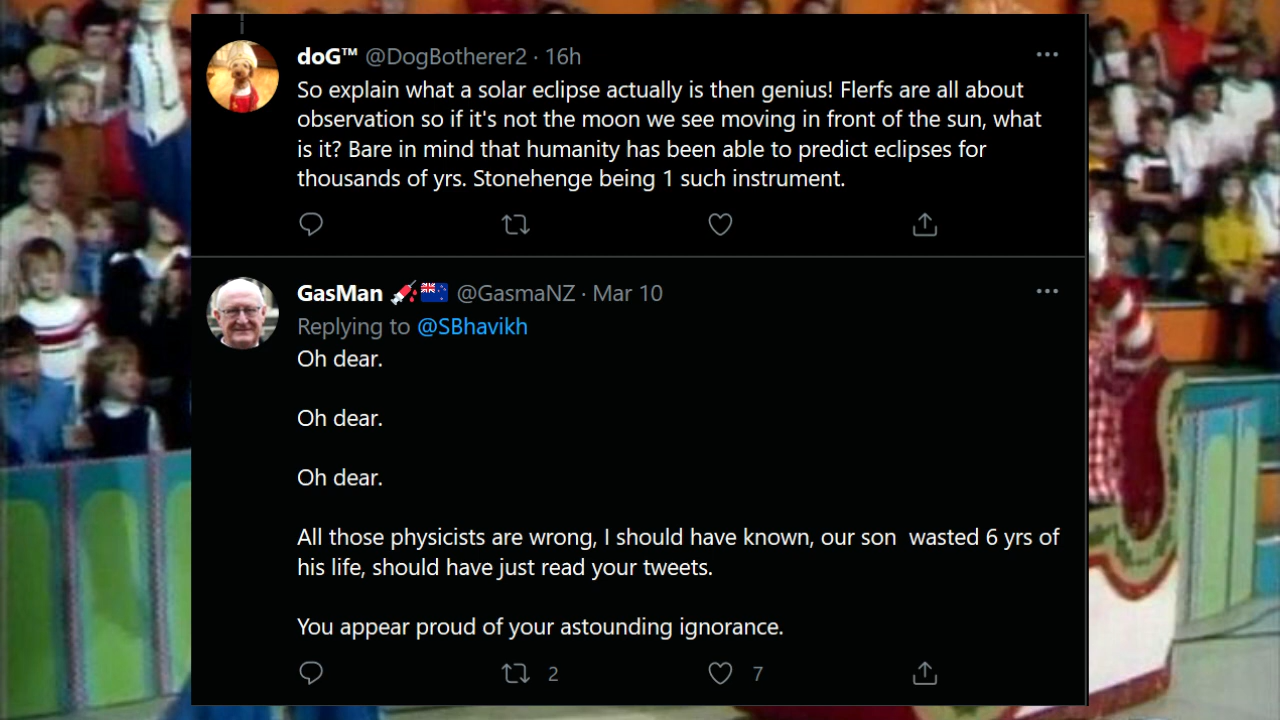 doG™ @DogBotherer2 · 16h
So explain what a solar eclipse actually is then genius! Flerfs are all about
observation so if it's not the moon we see moving in front of the sun, what
is it? Bare in mind that humanity has been able to predict eclipses for
thousands of yrs. Stonehenge being 1 such instrument.
GasMan 💉🇳🇿 @GasmaNZ · Mar 10
Replying to @SBhavikh
Oh dear.
Oh dear.
Oh dear.
All those physicists are wrong, I should have known, our son  wasted 6 yrs of
his life, should have just read your tweets.
You appear proud of your astounding ignorance.
2 7